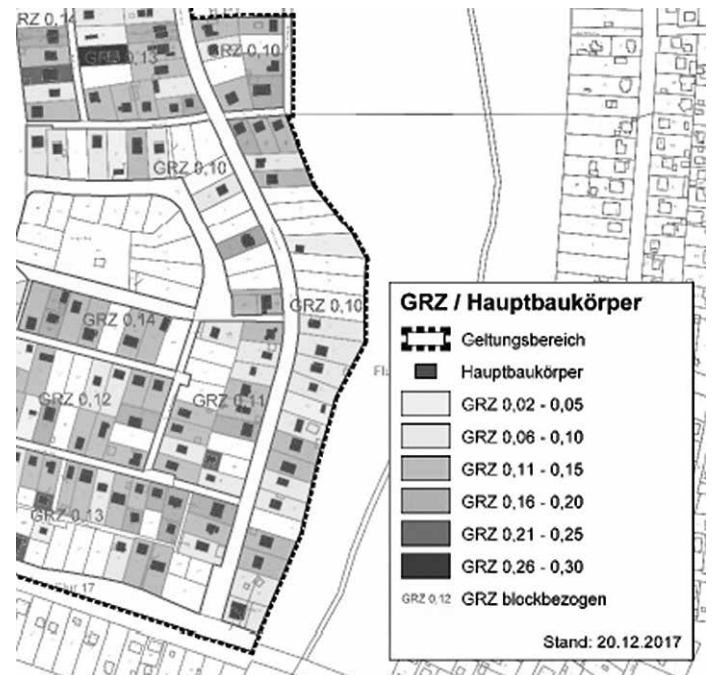 GRZ 0,14
GRZ 0,13
GRZ 0,10
GRZ 0,10
GRZ 0,10
GRZ 0,14
GRZ 0,12
GRZ 0,11
GRZ 0,13
Flur 17
GRZ / Hauptbaukörper
Geltungsbereich
Hauptbaukörper
GRZ 0,02 - 0,05
GRZ 0,06 - 0,10
GRZ 0,11 - 0,15
GRZ 0,16 - 0,20
GRZ 0,21 - 0,25
GRZ 0,26 - 0,30
GRZ 0,12 GRZ blockbezogen
Stand: 20.12.2017